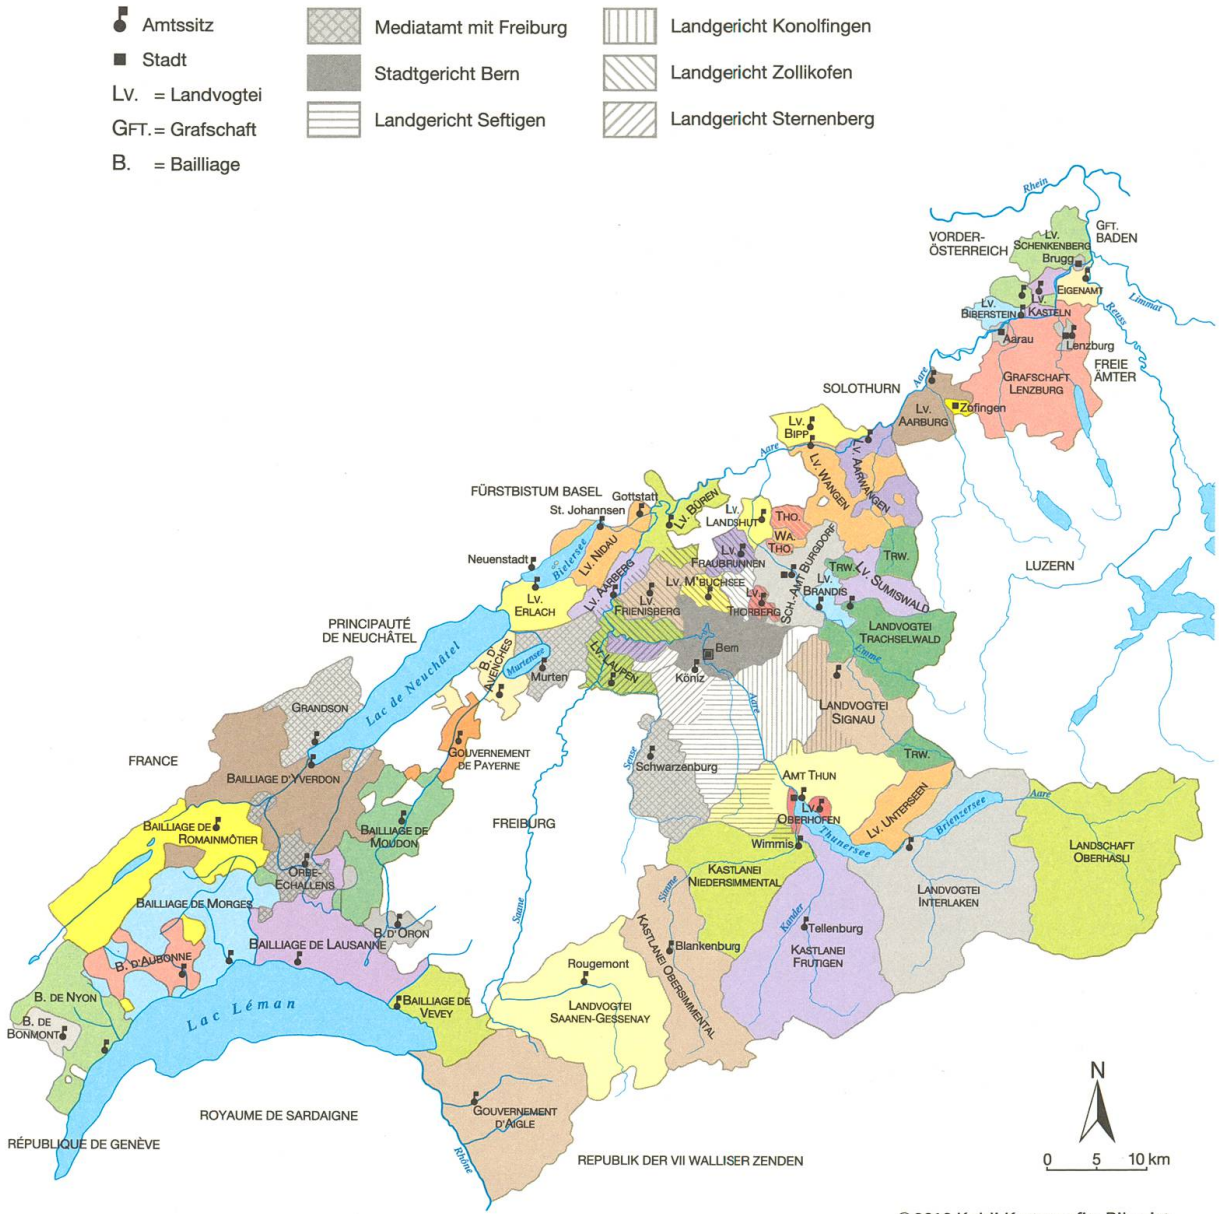 Amtssitz
Stadt
Lv. = Landvogtei
Gft. = Grafschaft
B. = Bailliage
Mediatamt mit Freiburg
Stadtgericht Bern
Landgericht Seftigen
Landgericht Konolfingen
Landgericht Zollikofen
Landgericht Sternenberg
Rhein
Vorder-
österreich
Lv.
Schenkenberg
Brugg
Gft.
Baden
Eigenamt
Limmat
Reuss
Lv.
Biberstein
Lv.
Kasteln
Aarau
Lenzburg
Freie
Ämter
Grafschaft
Lenzburg
Solothurn
Aare
Lv.
Aarburg
Zofingen
Lv.
Bipp
Aare
Lv. Wangen
Lv. Aarwangen
Fürstbistum Basel
Gottstatt
St. Johannsen
Lv. Büren
Lv.
Landshut
Tho.
Wa.
Tho.
Sch. Amt Burgdorf
Trw.
Trw.
Luzern
Neuenstadt
Bielersee
Lv. Nidau
Lv.
Fraubrunnen
Lv. Sumiswald
Lv.
Brandis
Lv.
Erlach
Lv. Aarberg
Lv.
Frienisberg
Lv. M'buchsee
Lv.
Thorberg
Landvogtei
Trachselwald
Principauté
de Neuchâtel
Lac de Neuchâtel
B. d'
Avenches
Murtensee
Murten
Lv. Laupen
Bern
Köniz
Emme
Aare
Grandson
Landvogtei
Signau
France
Bailliage d'Yverdon
Gouvernement
de Payerne
Sense
Schwarzenburg
Trw.
Amt Thun
Lv.
Oberhofen
Lv. Unterseen
Brienzersee
Aare
Bailliage de
Romainmôtier
Bailliage de
Moudon
Freiburg
Wimmis
Thunersee
Landschaft
Oberhasli
Orbe-
Echallens
Kastlanei
Niedersimmental
Simme
Landvogtei
Interlaken
Bailliage de Morges
Saane
Kander
Tellenburg
B. d'Oron
Bailliage de Lausanne
Kastlanei Obersimmental
Blankenburg
Kastlanei
Frutigen
B. d'Aubonne
Rougemont
B. de Nyon
Lac Léman
Bailliage de
Vevey
Landvogtei
Saanen-Gessenay
B. de
Bonmont
N
Royaume de Sardaigne
Gouvernement
d'Aigle
République de Genève
Rhône
Republik der VII Walliser Zenden
0 5 10 km